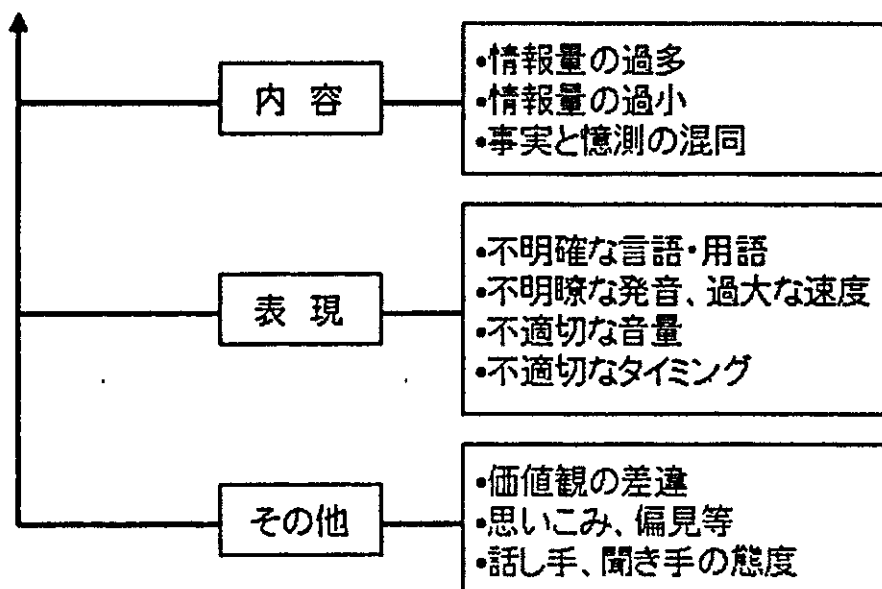 内容
•情報量の過多
•情報量の過小
•事実と憶測の混同
表現
•不明確な言語・用語
•不明瞭な発音、過大な速度
•不適切な音量
•不適切なタイミング
その他
•価値観の差違
•思いこみ、偏見等
•話し手、聞き手の態度